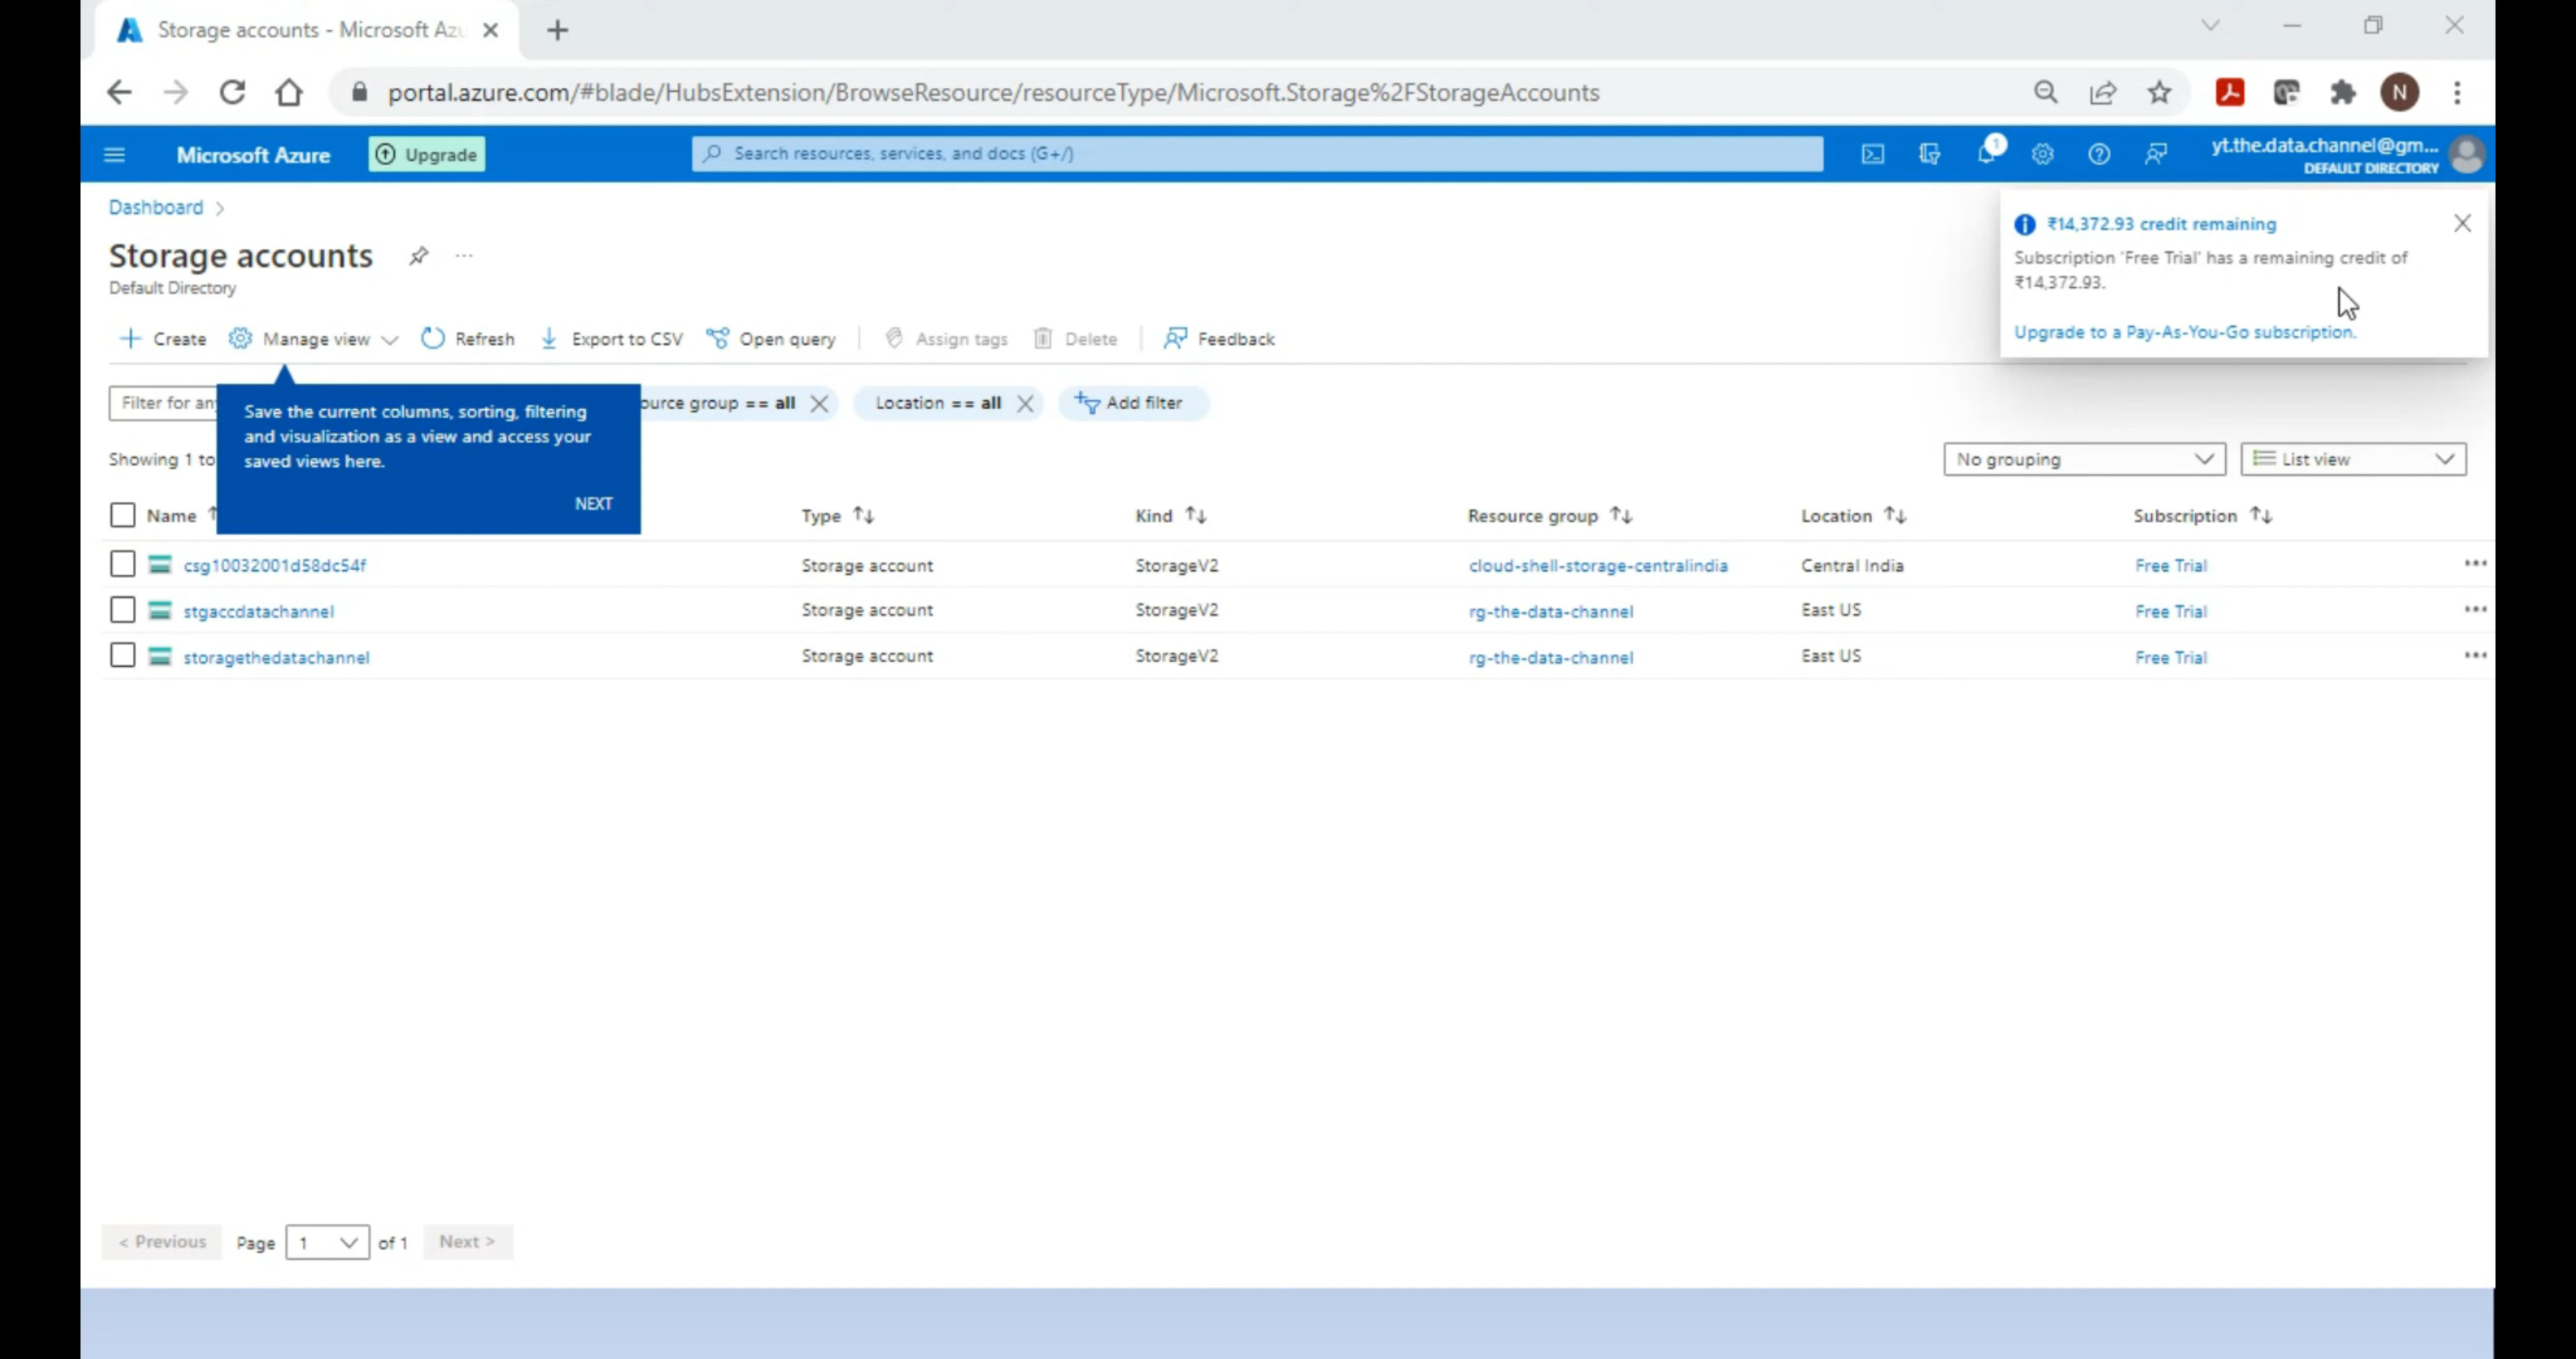 Storage accounts - Microsoft Azu
portal.azure.com/#blade/HubsExtension/BrowseResource/resourceType/Microsoft.Storage%2FStorageAccounts
N
Microsoft Azure
Upgrade
Search resources, services, and docs (G+/)
1
yt.the.data.channel@gm...
DEFAULT DIRECTORY
Dashboard >
₹14,372.93 credit remaining
Subscription 'Free Trial' has a remaining credit of
₹14,372.93.
Upgrade to a Pay-As-You-Go subscription.
Storage accounts
Default Directory
Create Manage view Refresh Export to CSV Open query Assign tags Delete Feedback
Filter for an
ource group == all Location == all Add filter
Save the current columns, sorting, filtering
and visualization as a view and access your
saved views here.
NEXT
Showing 1 to
No grouping List view
Name Type Kind Resource group Location Subscription
csg10032001d58dc54f Storage account StorageV2 cloud-shell-storage-centralindia Central India Free Trial
stgaccdatachannel Storage account StorageV2 rg-the-data-channel East US Free Trial
storagethedatachannel Storage account StorageV2 rg-the-data-channel East US Free Trial
< Previous Page 1 of 1 Next >